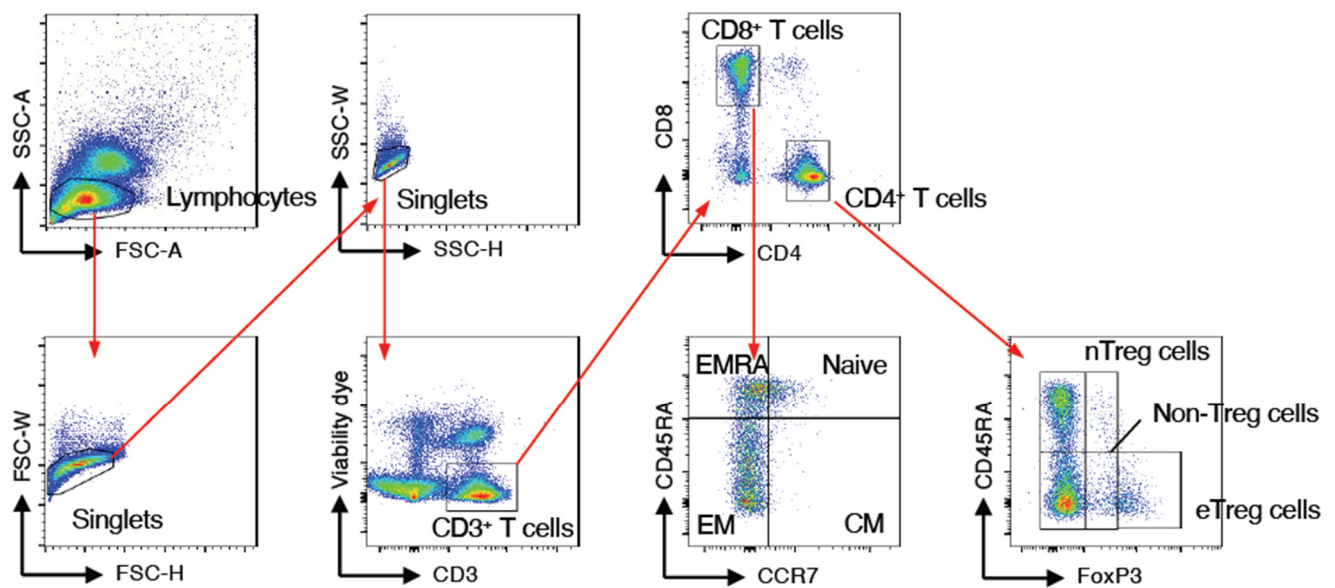 SSC-A
Lymphocytes
FSC-A
SSC-W
Singlets
SSC-H
CD8⁺ T cells
CD8
CD4⁺ T cells
CD4
FSC-W
Singlets
FSC-H
Viability dye
CD3⁺ T cells
CD3
EMRA
Naive
CD45RA
EM
CM
CCR7
nTreg cells
Non-Treg cells
CD45RA
eTreg cells
FoxP3